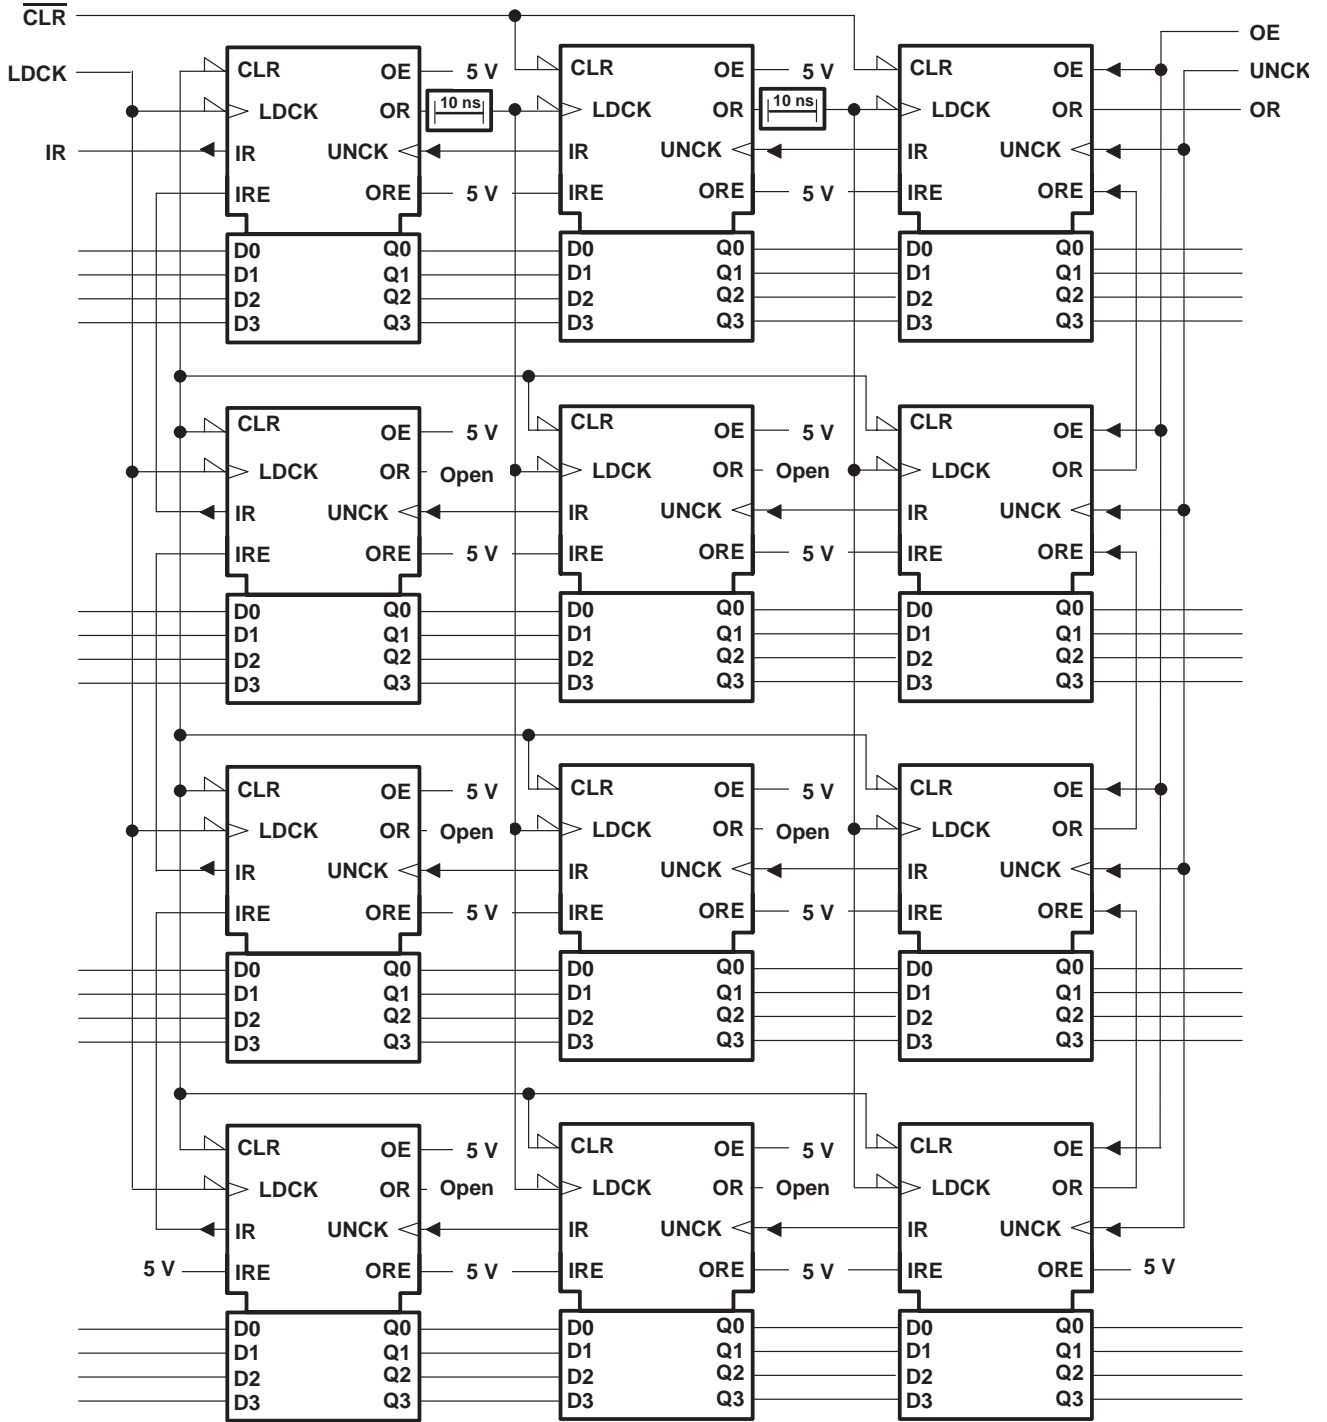 CLR
OE
LDCK
UNCK
IR
OR
CLR OE 5 V
LDCK OR 10 ns
IR UNCK
IRE ORE 5 V
D0 Q0
D1 Q1
D2 Q2
D3 Q3
CLR OE 5 V
LDCK OR 10 ns
IR UNCK
IRE ORE 5 V
D0 Q0
D1 Q1
D2 Q2
D3 Q3
CLR OE
LDCK OR
IR UNCK
IRE ORE
D0 Q0
D1 Q1
D2 Q2
D3 Q3
CLR OE 5 V
LDCK OR Open
IR UNCK
IRE ORE 5 V
D0 Q0
D1 Q1
D2 Q2
D3 Q3
CLR OE 5 V
LDCK OR Open
IR UNCK
IRE ORE 5 V
D0 Q0
D1 Q1
D2 Q2
D3 Q3
CLR OE
LDCK OR
IR UNCK
IRE ORE
D0 Q0
D1 Q1
D2 Q2
D3 Q3
CLR OE 5 V
LDCK OR Open
IR UNCK
IRE ORE 5 V
D0 Q0
D1 Q1
D2 Q2
D3 Q3
CLR OE 5 V
LDCK OR Open
IR UNCK
IRE ORE 5 V
D0 Q0
D1 Q1
D2 Q2
D3 Q3
CLR OE
LDCK OR
IR UNCK
IRE ORE
D0 Q0
D1 Q1
D2 Q2
D3 Q3
CLR OE 5 V
LDCK OR Open
IR UNCK
5 V IRE ORE 5 V
D0 Q0
D1 Q1
D2 Q2
D3 Q3
CLR OE 5 V
LDCK OR Open
IR UNCK
IRE ORE 5 V
D0 Q0
D1 Q1
D2 Q2
D3 Q3
CLR OE
LDCK OR
IR UNCK
IRE ORE 5 V
D0 Q0
D1 Q1
D2 Q2
D3 Q3